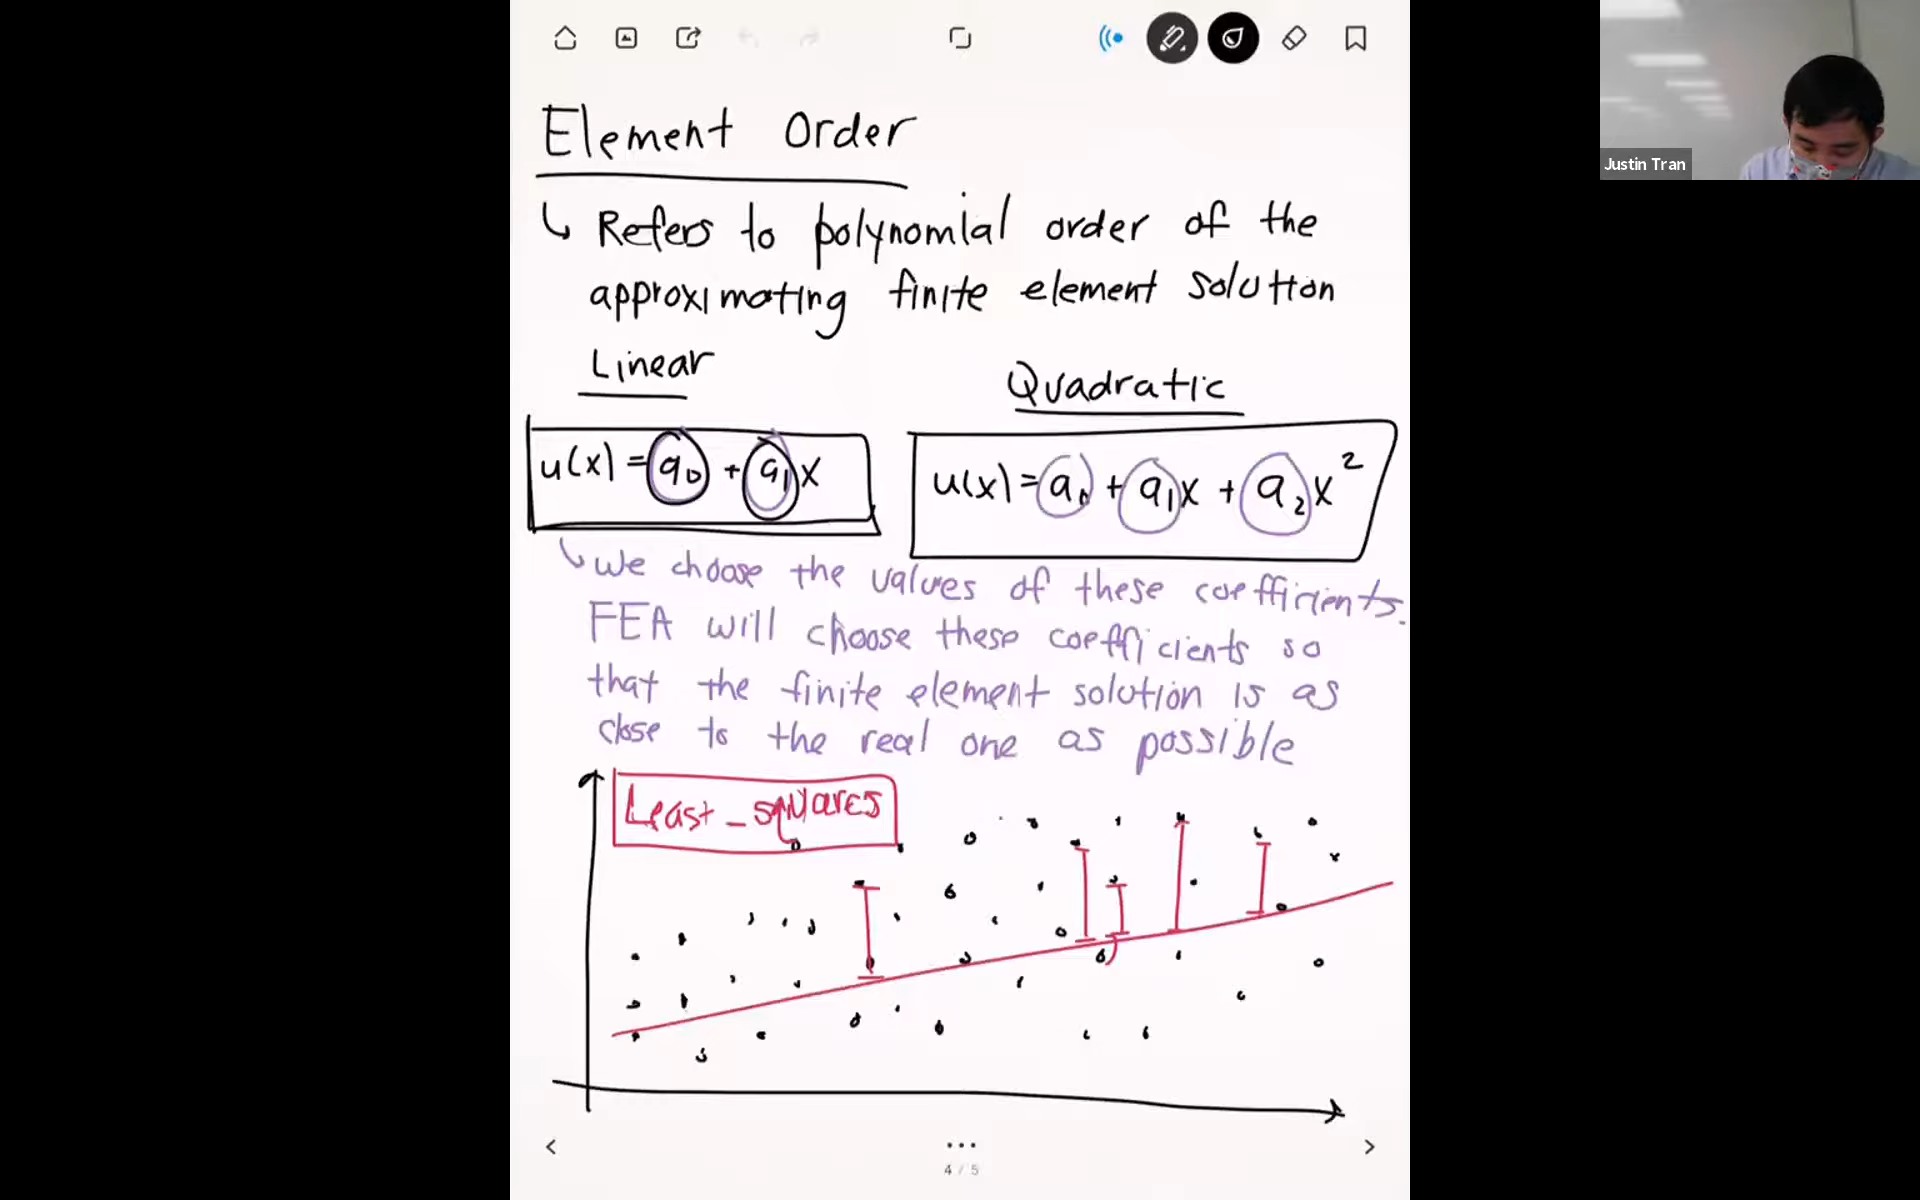 Element Order
Justin Tran
↳ Refers to polynomial order of the
approximating finite element solution
Linear
Quadratic
u(x) = a₀ + a₁x
u(x) = a₀ + a₁x + a₂x²
↳ We choose the values of these coefficients.
FEA will choose these coefficients so
that the finite element solution is as
close to the real one as possible
Least-squares
4 / 5